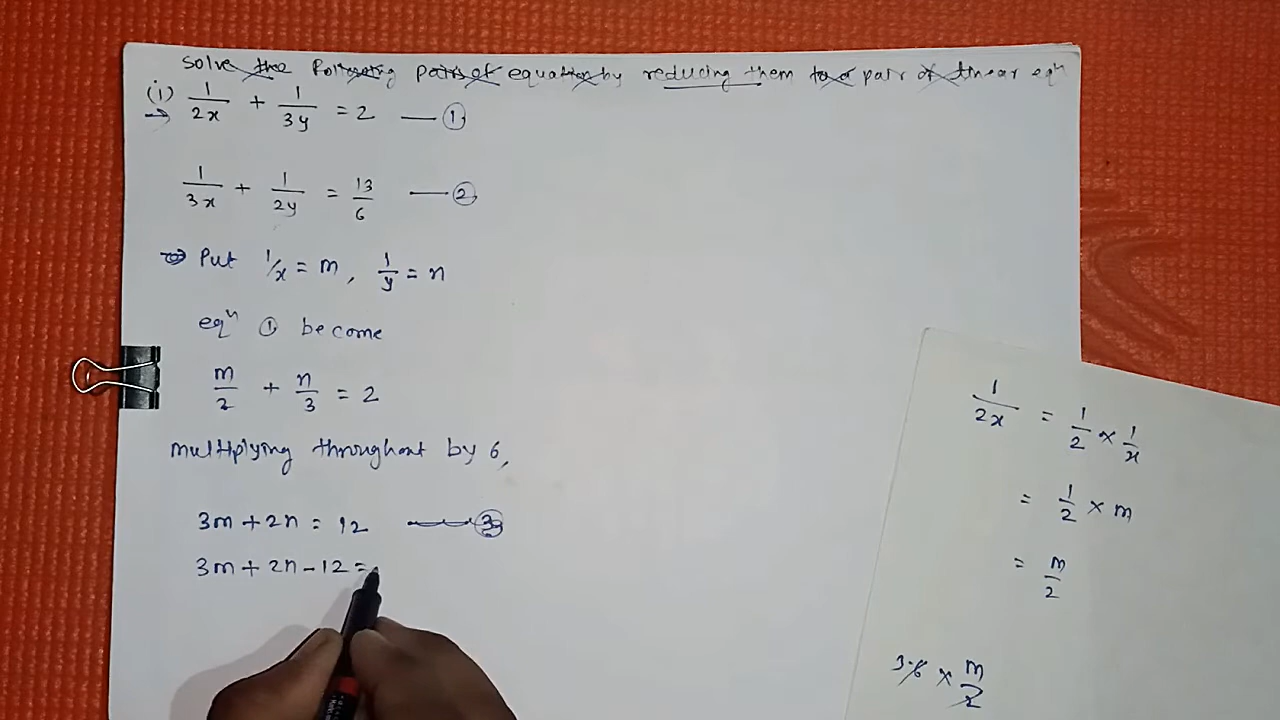 Solve the following pairs of equation by reducing them to a pair of linear eqⁿ
(i) 1/2x + 1/3y = 2 — ①
1/3x + 1/2y = 13/6 — ②
⇒ Put 1/x = m, 1/y = n
eqⁿ ① become
m/2 + n/3 = 2
multiplying throughout by 6,
3m + 2n = 12 — ③
3m + 2n - 12 =
1/2x = 1/2 × 1/x
= 1/2 × m
= m/2
3 6 × m/2